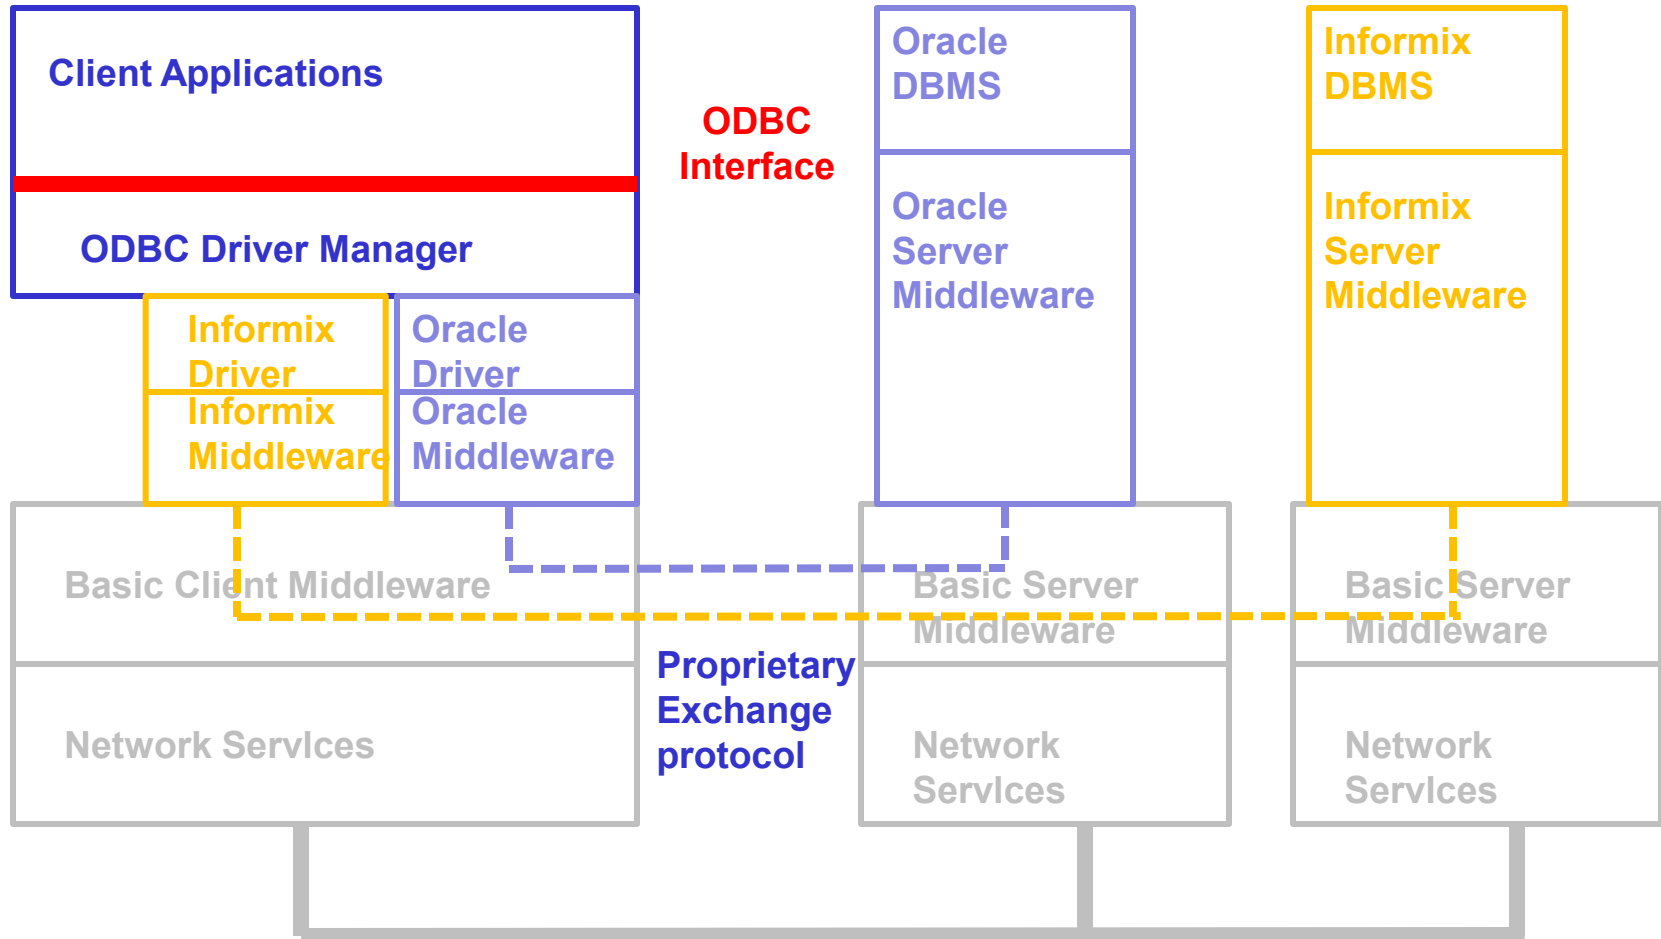 Client Applications
ODBC
Interface
ODBC Driver Manager
Informix
Driver
Informix
Middleware
Oracle
Driver
Oracle
Middleware
Oracle
DBMS
Oracle
Server
Middleware
Informix
DBMS
Informix
Server
Middleware
Basic Client Middleware
Basic Server
Middleware
Basic Server
Middleware
Proprietary
Exchange
protocol
Network ServIces
Network
ServIces
Network
ServIces